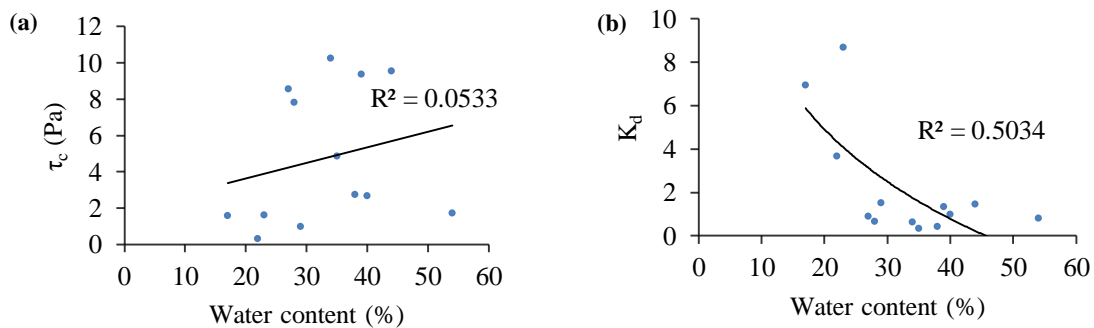 (a)
12
10
8
6
4
2
0
τc (Pa)
R² = 0.0533
0 10 20 30 40 50 60
Water content (%)
(b)
10
8
6
4
2
0
Kd
R² = 0.5034
0 10 20 30 40 50 60
Water content (%)